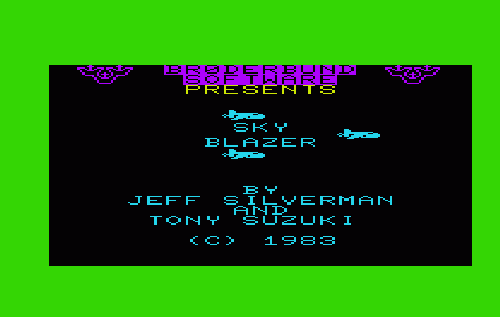 BRØDERBUND
SOFTWARE
PRESENTS
SKY
BLAZER
BY
JEFF SILVERMAN
AND
TONY SUZUKI
(C) 1983